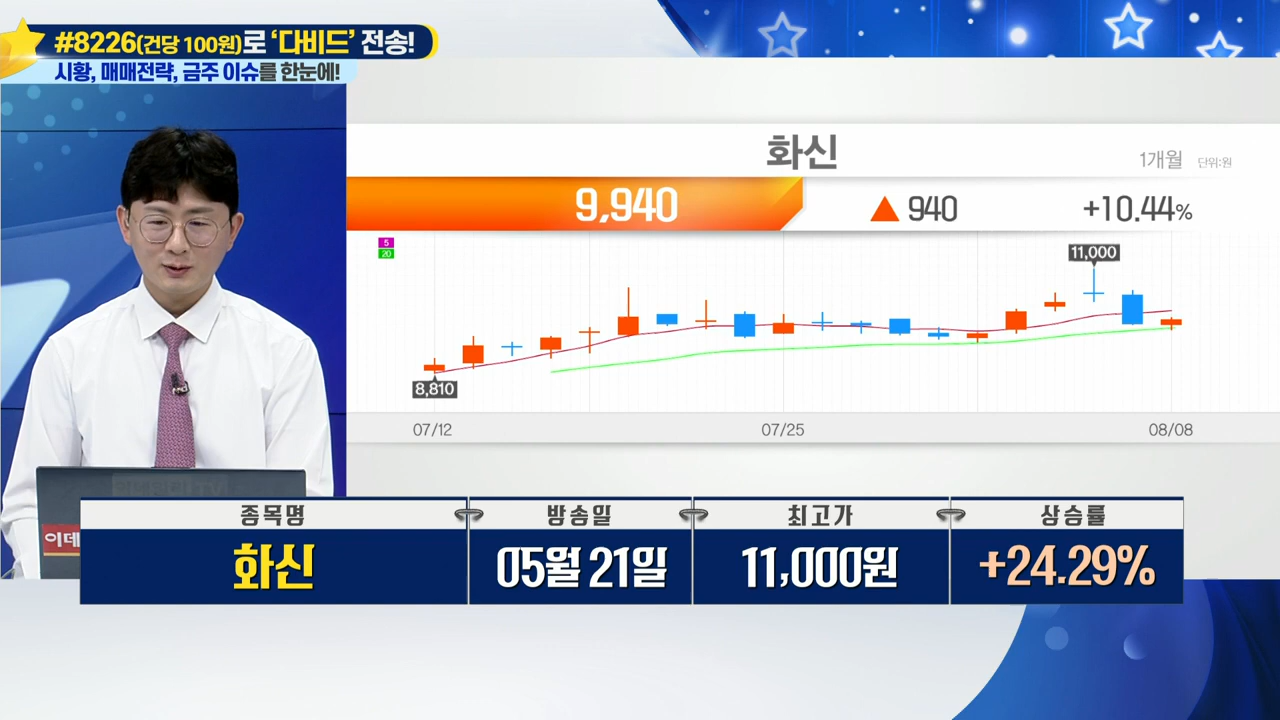 #8226(건당 100원)로 '다비드' 전송!
시황, 매매전략, 금주 이슈를 한눈에!
화신
1개월 단위:원
9,940 ▲ 940 +10.44%
5
20
11,000
8,810
07/12 07/25 08/08
이데
종목명 방송일 최고가 상승률
화신 05월 21일 11,000원 +24.29%